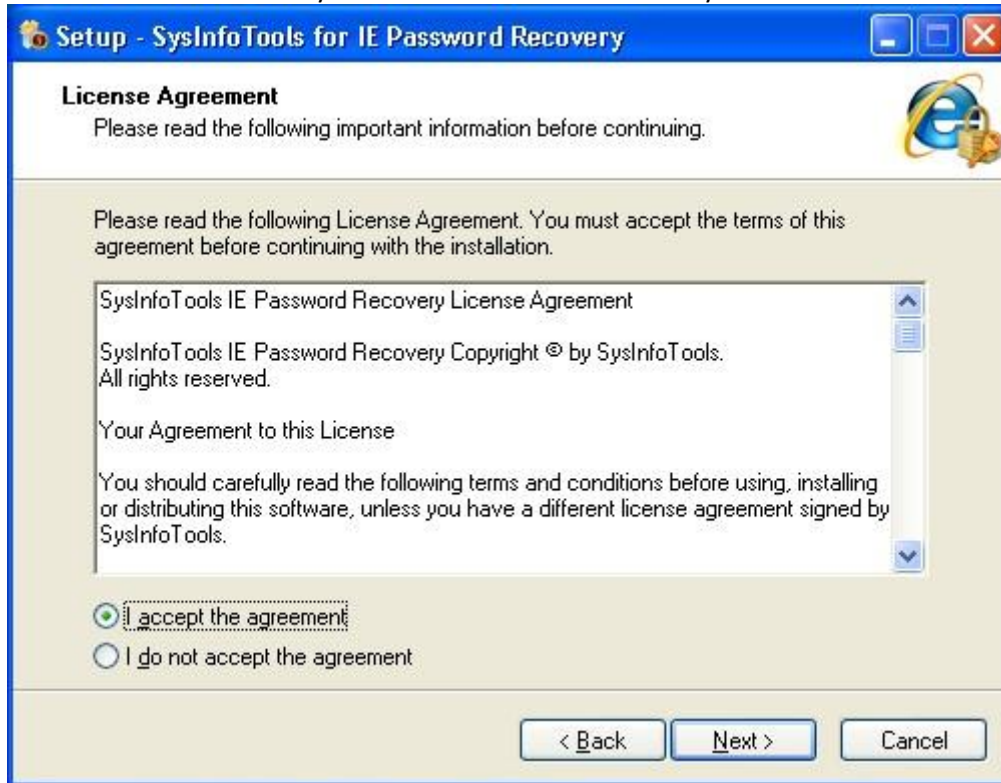 Setup - SysInfoTools for IE Password Recovery
License Agreement
Please read the following important information before continuing.
Please read the following License Agreement. You must accept the terms of this
agreement before continuing with the installation.
SysInfoTools IE Password Recovery License Agreement
SysInfoTools IE Password Recovery Copyright © by SysInfoTools.
All rights reserved.
Your Agreement to this License
You should carefully read the following terms and conditions before using, installing
or distributing this software, unless you have a different license agreement signed by
SysInfoTools.
I accept the agreement
I do not accept the agreement
< Back Next > Cancel